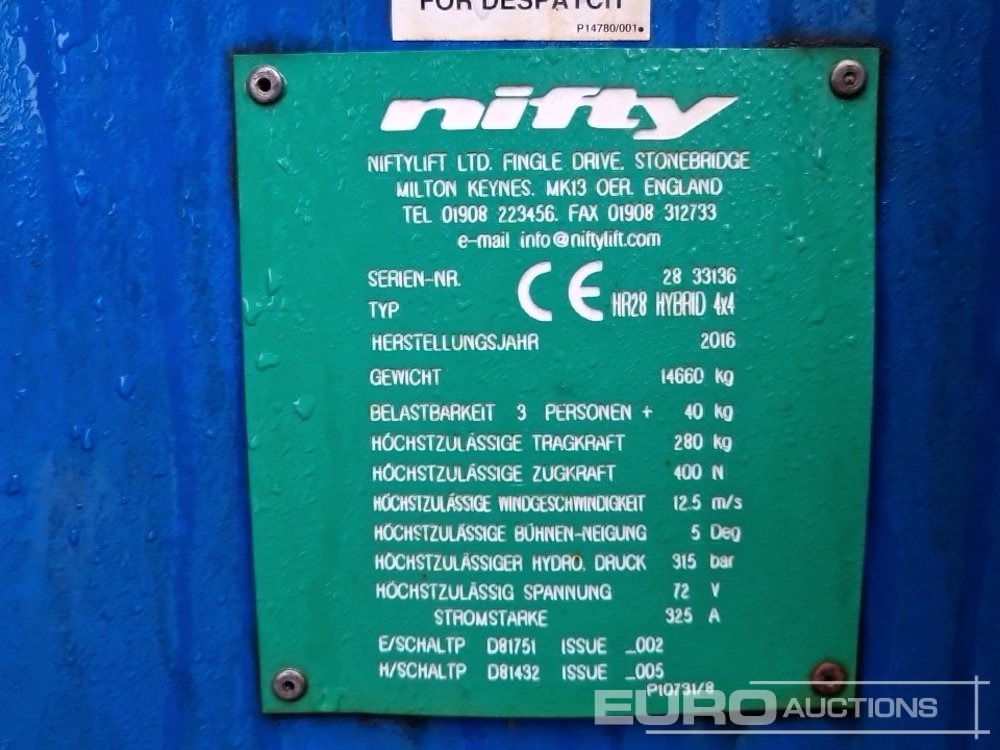 FOR DESPATCH
P14780/001
nifty
NIFTYLIFT LTD. FINGLE DRIVE. STONEBRIDGE
MILTON KEYNES. MK13 OER. ENGLAND
TEL 01908 223456. FAX 01908 312733
e-mail info@niftylift.com
SERIEN-NR. CE 28 33136
TYP HR28 HYBRID 4x4
HERSTELLUNGSJAHR 2016
GEWICHT 14660 kg
BELASTBARKEIT 3 PERSONEN + 40 kg
HÖCHSTZULÄSSIGE TRAGKRAFT 280 kg
HÖCHSTZULÄSSIGE ZUGKRAFT 400 N
HÖCHSTZULÄSSIGE WINDGESCHWINDIGKEIT 12.5 m/s
HÖCHSTZULÄSSIGE BÜHNEN-NEIGUNG 5 Deg
HÖCHSTZULÄSSIGER HYDRO. DRUCK 315 bar
HÖCHSTZULÄSSIG SPANNUNG 72 V
STROMSTARKE 325 A
E/SCHALTP D81751 ISSUE _002
H/SCHALTP D81432 ISSUE _005
P10731/8
EURO AUCTIONS